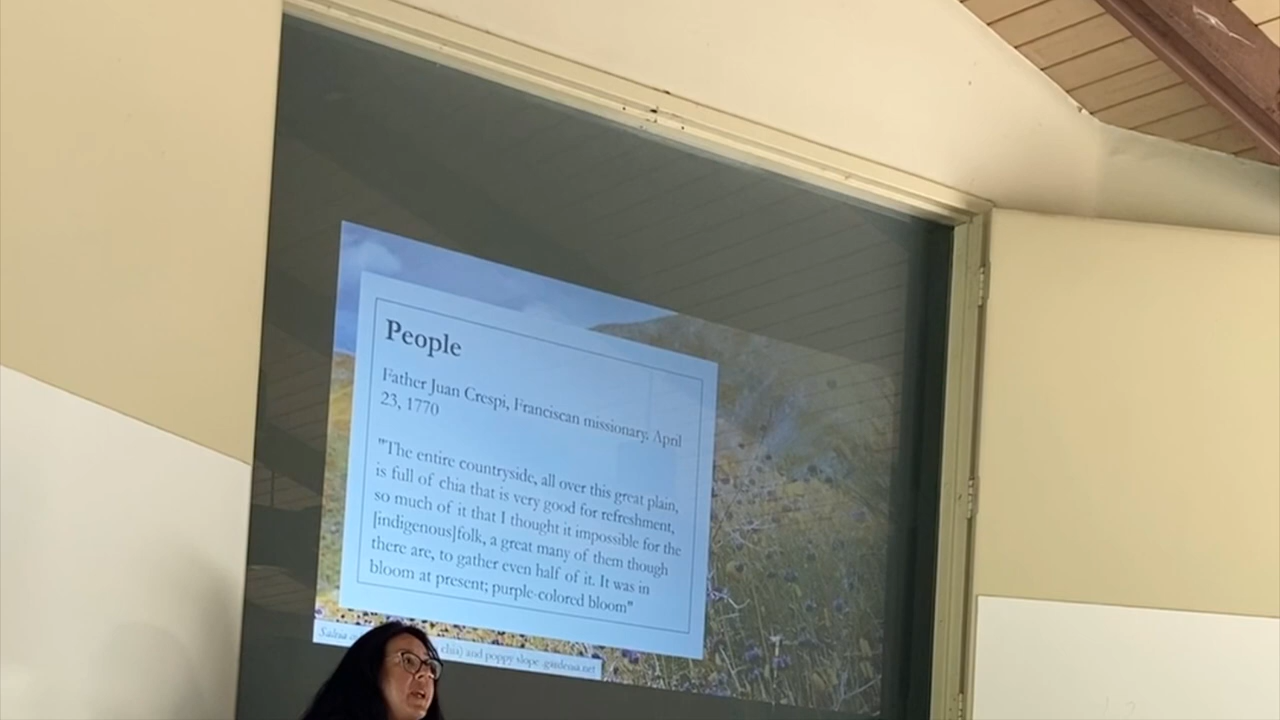 People
Father Juan Crespi, Franciscan missionary, April
23, 1770
"The entire countryside, all over this great plain,
is full of chia that is very good for refreshment,
so much of it that I thought it impossible for the
[indigenous]folk, a great many of them though
there are, to gather even half of it. It was in
bloom at present; purple-colored bloom"
chia) and poppy slope